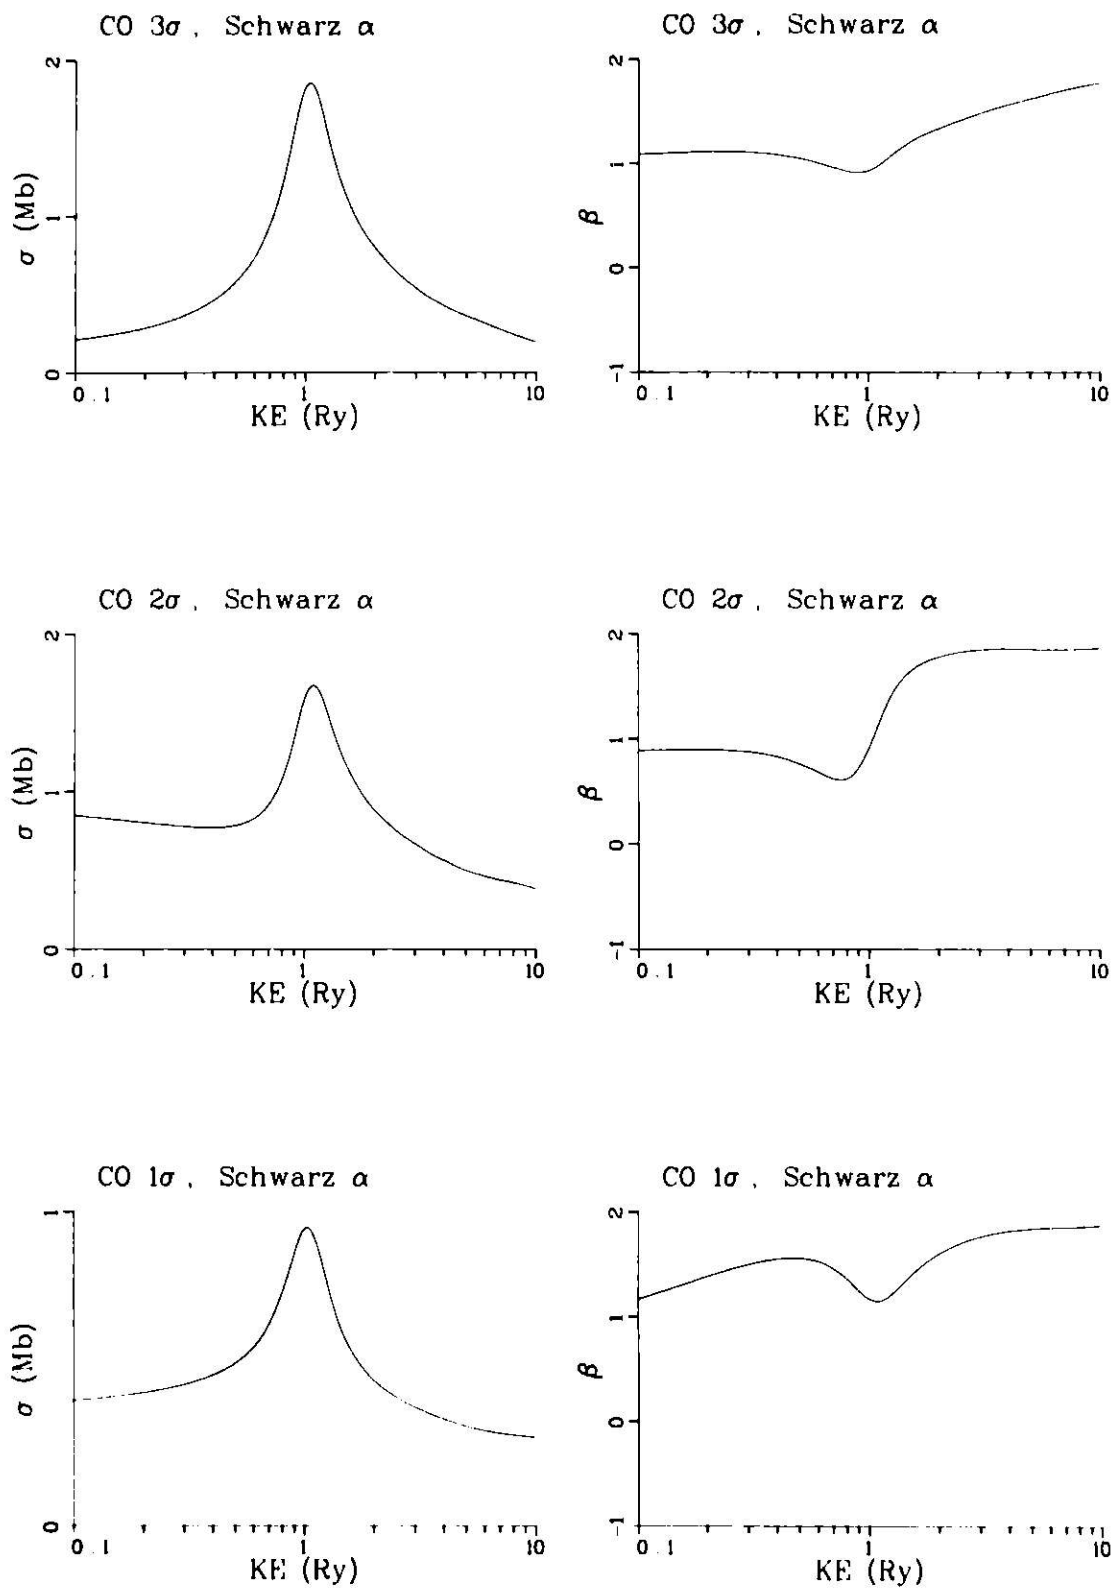 CO 3σ, Schwarz α
2
1
0
σ (Mb)
0.1 1 10
KE (Ry)
CO 3σ, Schwarz α
2
1
0
-1
β
0.1 1 10
KE (Ry)
CO 2σ, Schwarz α
2
1
0
σ (Mb)
0.1 1 10
KE (Ry)
CO 2σ, Schwarz α
2
1
0
-1
β
0.1 1 10
KE (Ry)
CO 1σ, Schwarz α
1
0
σ (Mb)
0.1 1 10
KE (Ry)
CO 1σ, Schwarz α
2
1
0
-1
β
0.1 1 10
KE (Ry)